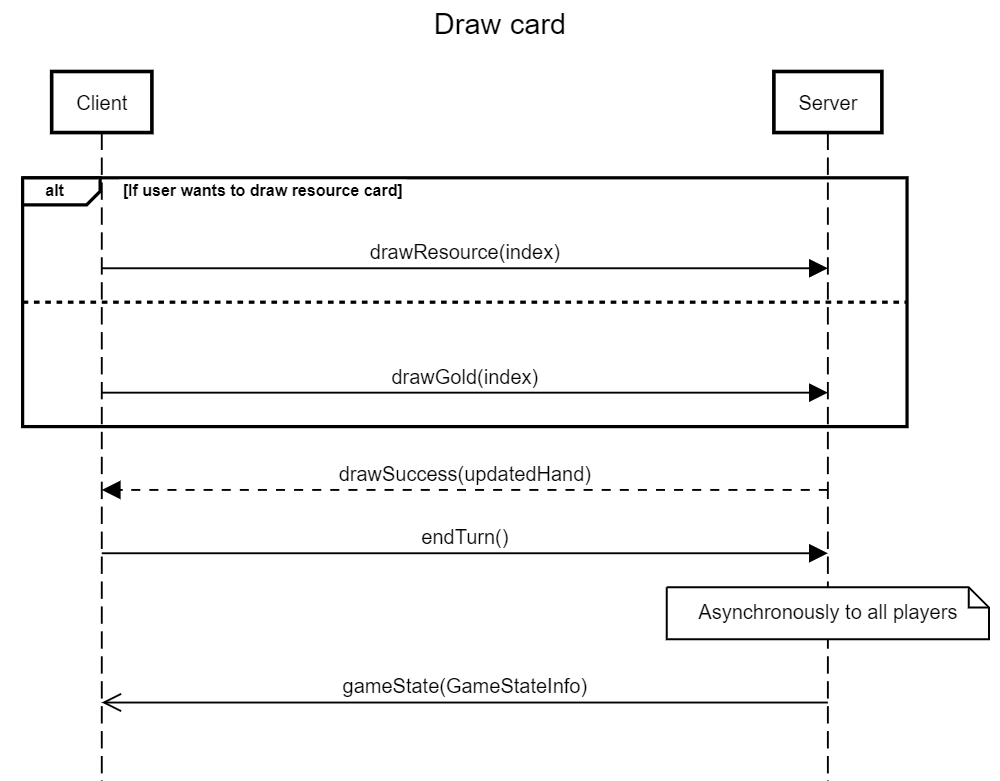 Draw card
Client
Server
alt
[If user wants to draw resource card]
drawResource(index)
drawGold(index)
drawSuccess(updatedHand)
endTurn()
Asynchronously to all players
gameState(GameStateInfo)